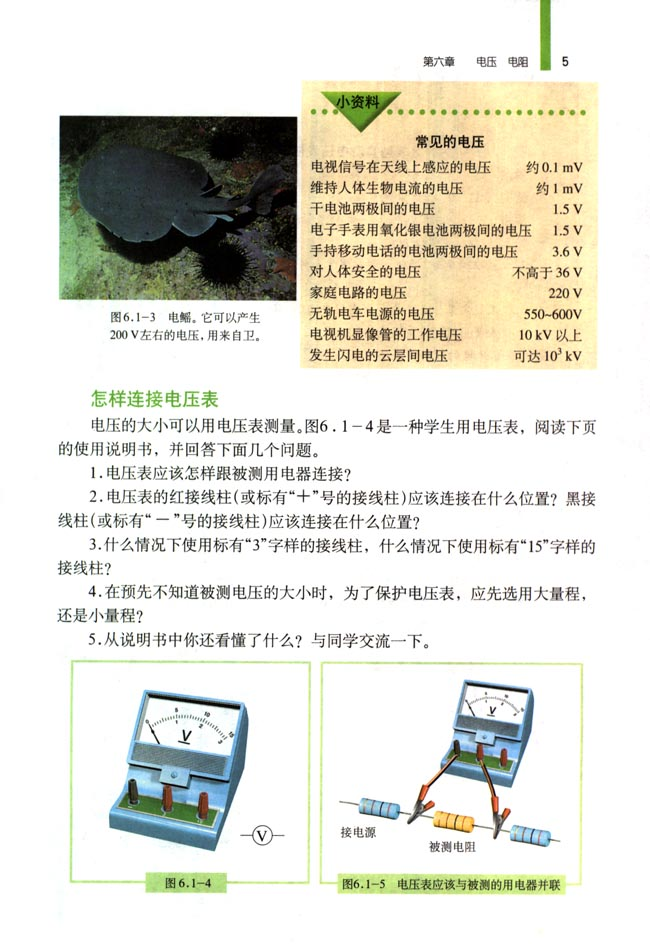 第六章 电压 电阻 5
小资料
常见的电压
电视信号在天线上感应的电压 约0.1 mV
维持人体生物电流的电压 约1 mV
干电池两极间的电压 1.5 V
电子手表用氧化银电池两极间的电压 1.5 V
手持移动电话的电池两极间的电压 3.6 V
对人体安全的电压 不高于36 V
家庭电路的电压 220 V
无轨电车电源的电压 550~600V
电视机显像管的工作电压 10 kV 以上
发生闪电的云层间电压 可达10³ kV
图6.1-3 电鳐。它可以产生
200 V左右的电压，用来自卫。
怎样连接电压表
电压的大小可以用电压表测量。图6.1-4是一种学生用电压表，阅读下页
的使用说明书，并回答下面几个问题。
1.电压表应该怎样跟被测用电器连接？
2.电压表的红接线柱（或标有“＋”号的接线柱）应该连接在什么位置？黑接
线柱（或标有“－”号的接线柱）应该连接在什么位置？
3.什么情况下使用标有“3”字样的接线柱，什么情况下使用标有“15”字样的
接线柱？
4.在预先不知道被测电压的大小时，为了保护电压表，应先选用大量程，
还是小量程？
5.从说明书中你还看懂了什么？与同学交流一下。
0 5 10 15
1 2 3
V
V
图6.1-4
V
接电源
被测电阻
图6.1-5 电压表应该与被测的用电器并联